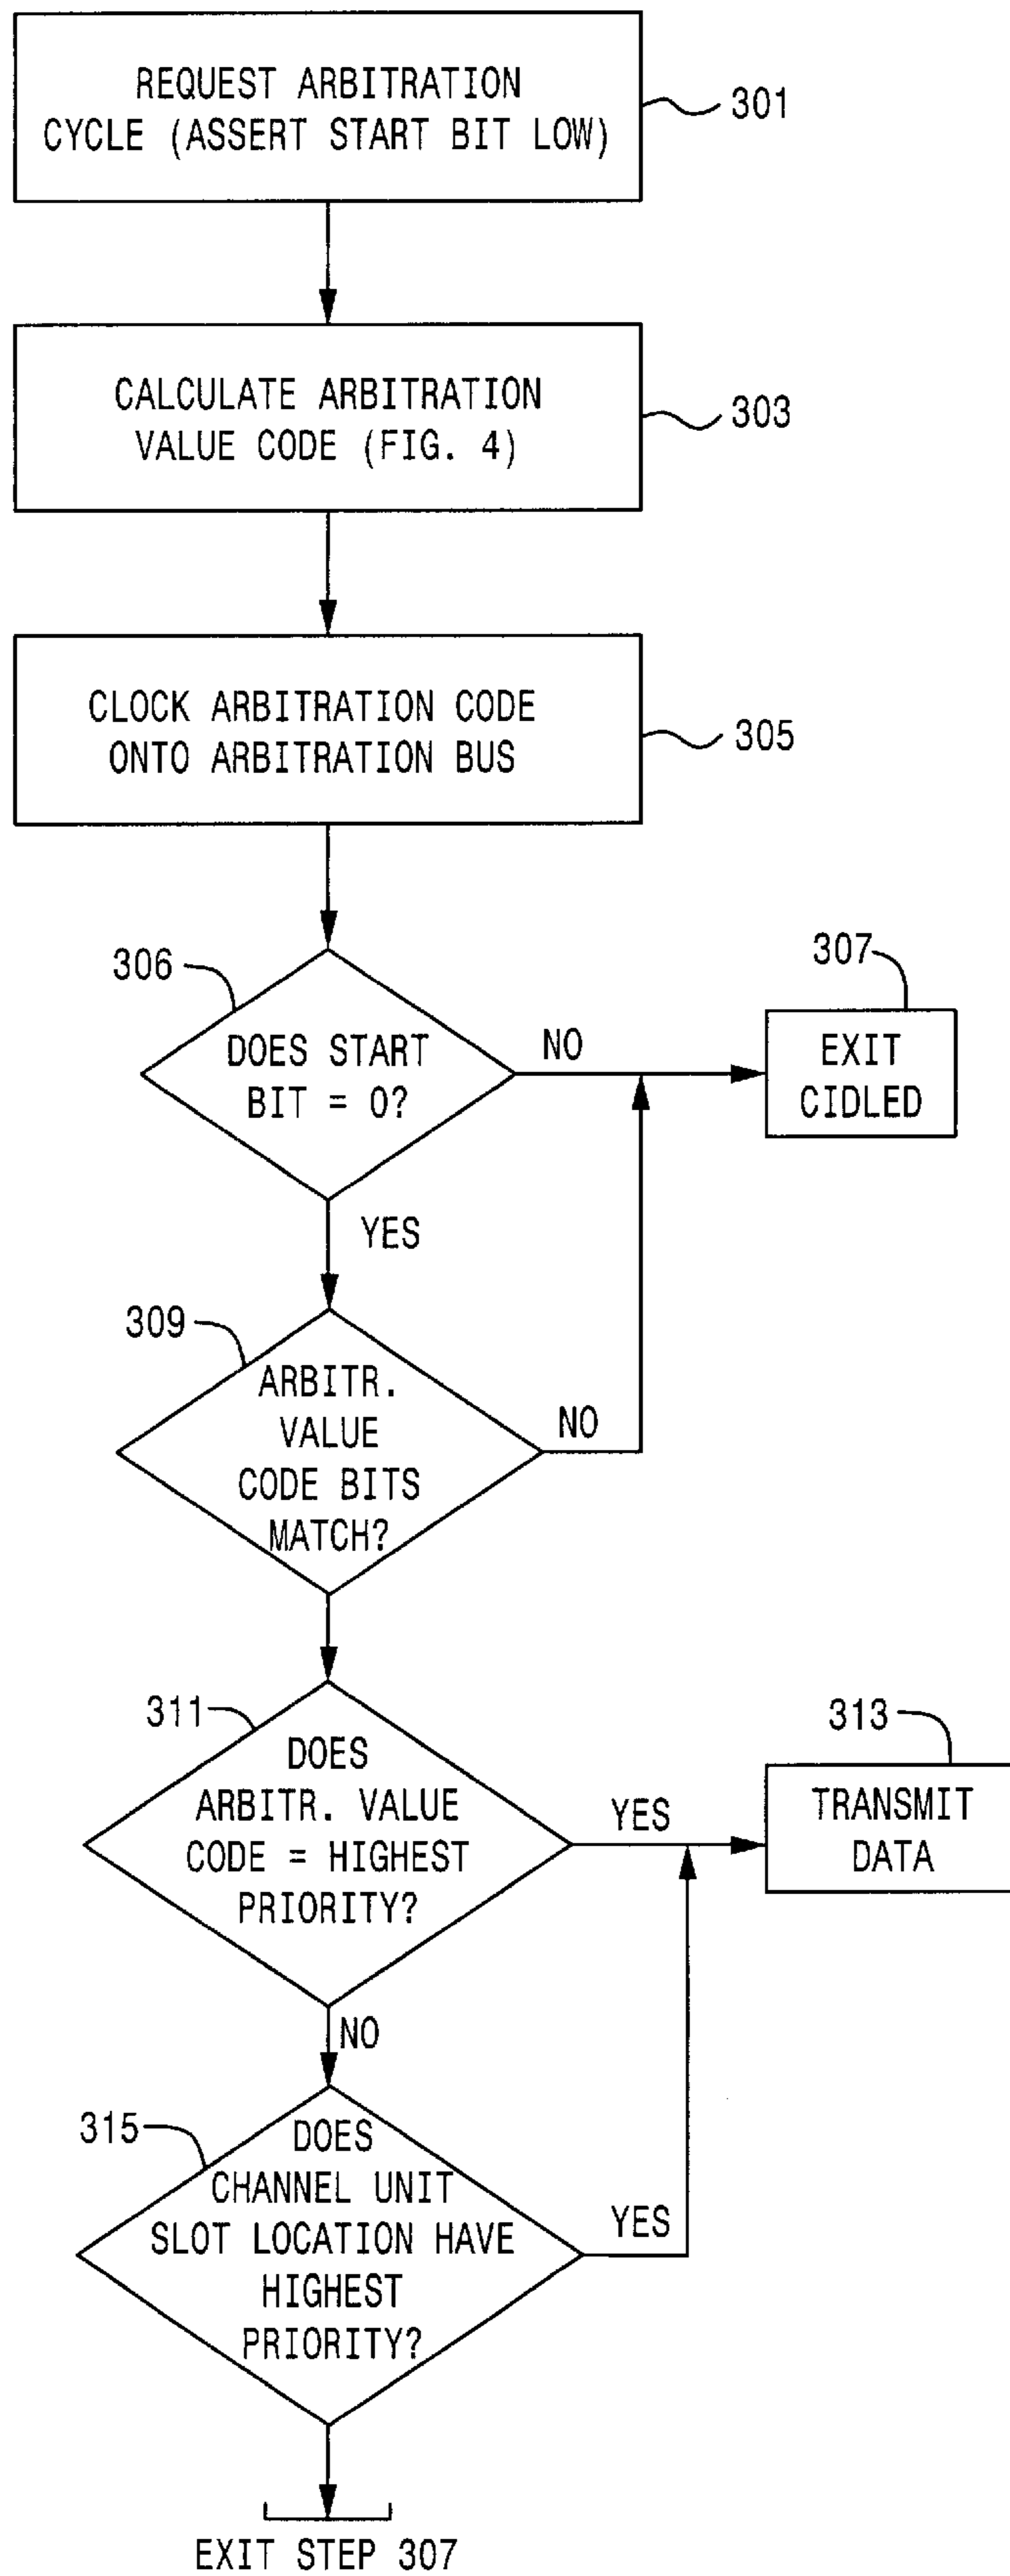 REQUEST ARBITRATION
CYCLE (ASSERT START BIT LOW)
301
CALCULATE ARBITRATION
VALUE CODE (FIG. 4)
303
CLOCK ARBITRATION CODE
ONTO ARBITRATION BUS
305
306
DOES START
BIT = 0?
NO
307
EXIT
CIDLED
YES
309
ARBITR.
VALUE
CODE BITS
MATCH?
NO
311
DOES
ARBITR. VALUE
CODE = HIGHEST
PRIORITY?
YES
313
TRANSMIT
DATA
NO
315
DOES
CHANNEL UNIT
SLOT LOCATION HAVE
HIGHEST
PRIORITY?
YES
EXIT STEP 307